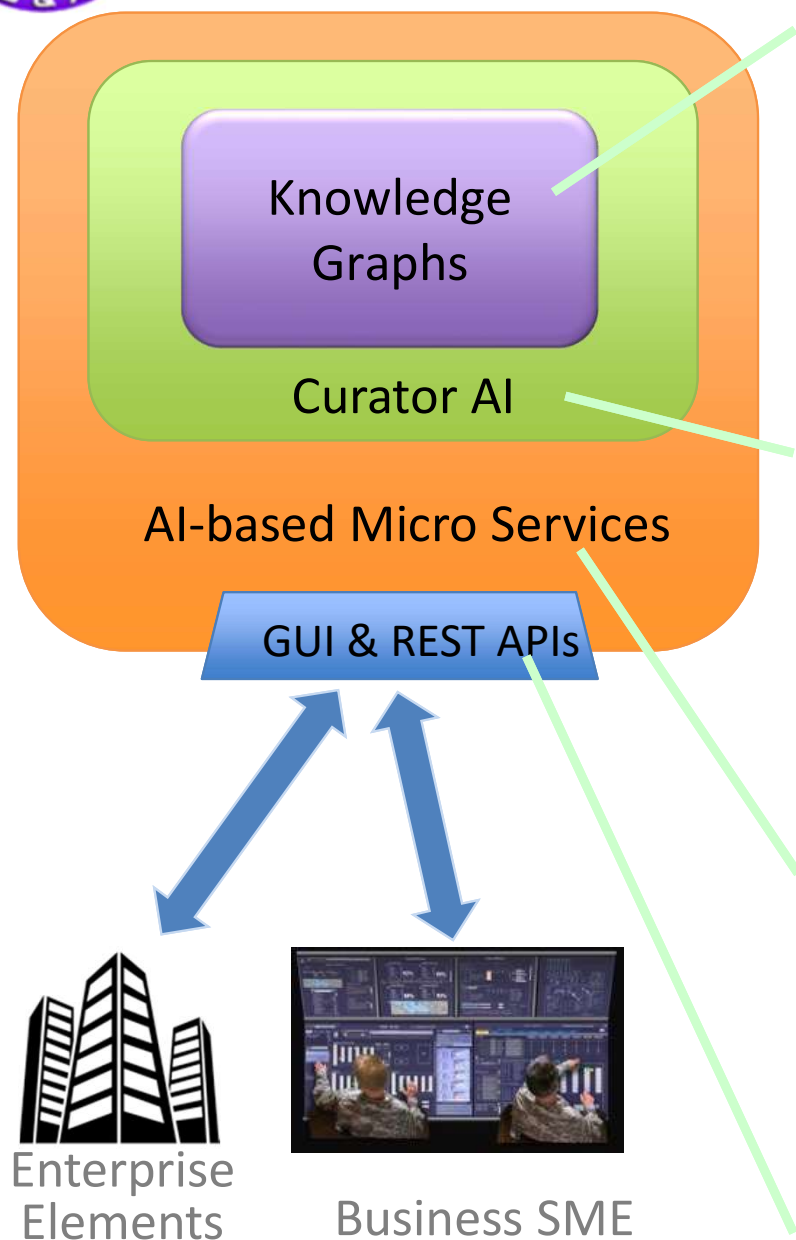 Knowledge
Graphs
Curator AI
AI-based Micro Services
GUI & REST APIs
Enterprise
Elements
Business SME